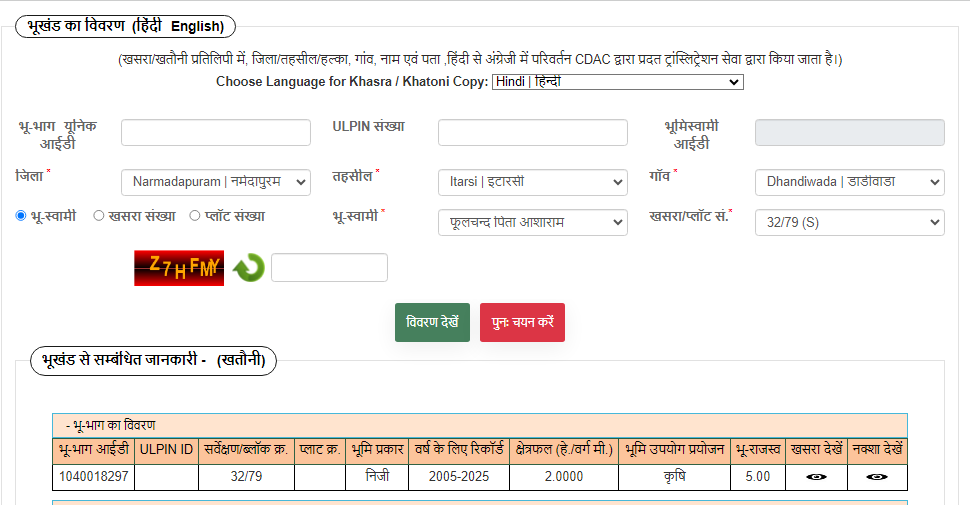 भूखंड का विवरण (हिंदी English)
(खसरा/खतौनी प्रतिलिपी में, जिला/तहसील/हल्का, गांव, नाम एवं पता ,हिंदी से अंग्रेजी में परिवर्तन CDAC द्वारा प्रदत ट्रांस्लिट्रेशन सेवा द्वारा किया जाता है।)
Choose Language for Khasra / Khatoni Copy: Hindi | हिन्दी
भू-भाग यूनिक आईडी ULPIN संख्या भूमिस्वामी आईडी
जिला * Narmadapuram | नर्मदापुरम तहसील * Itarsi | इटारसी गाँव * Dhandiwada | डांडीवाडा
भू-स्वामी खसरा संख्या प्लॉट संख्या भू-स्वामी * फूलचन्द पिता आशाराम खसरा/प्लॉट सं.* 32/79 (S)
Z7HFMY
विवरण देखें पुनः चयन करें
भूखंड से सम्बंधित जानकारी - (खतौनी)
- भू-भाग का विवरण
भू-भाग आईडी ULPIN ID सर्वेक्षण/ब्लॉक क्र. प्लाट क्र. भूमि प्रकार वर्ष के लिए रिकॉर्ड क्षेत्रफल (हे./वर्ग मी.) भूमि उपयोग प्रयोजन भू-राजस्व खसरा देखें नक्शा देखें
1040018297 32/79 निजी 2005-2025 2.0000 कृषि 5.00